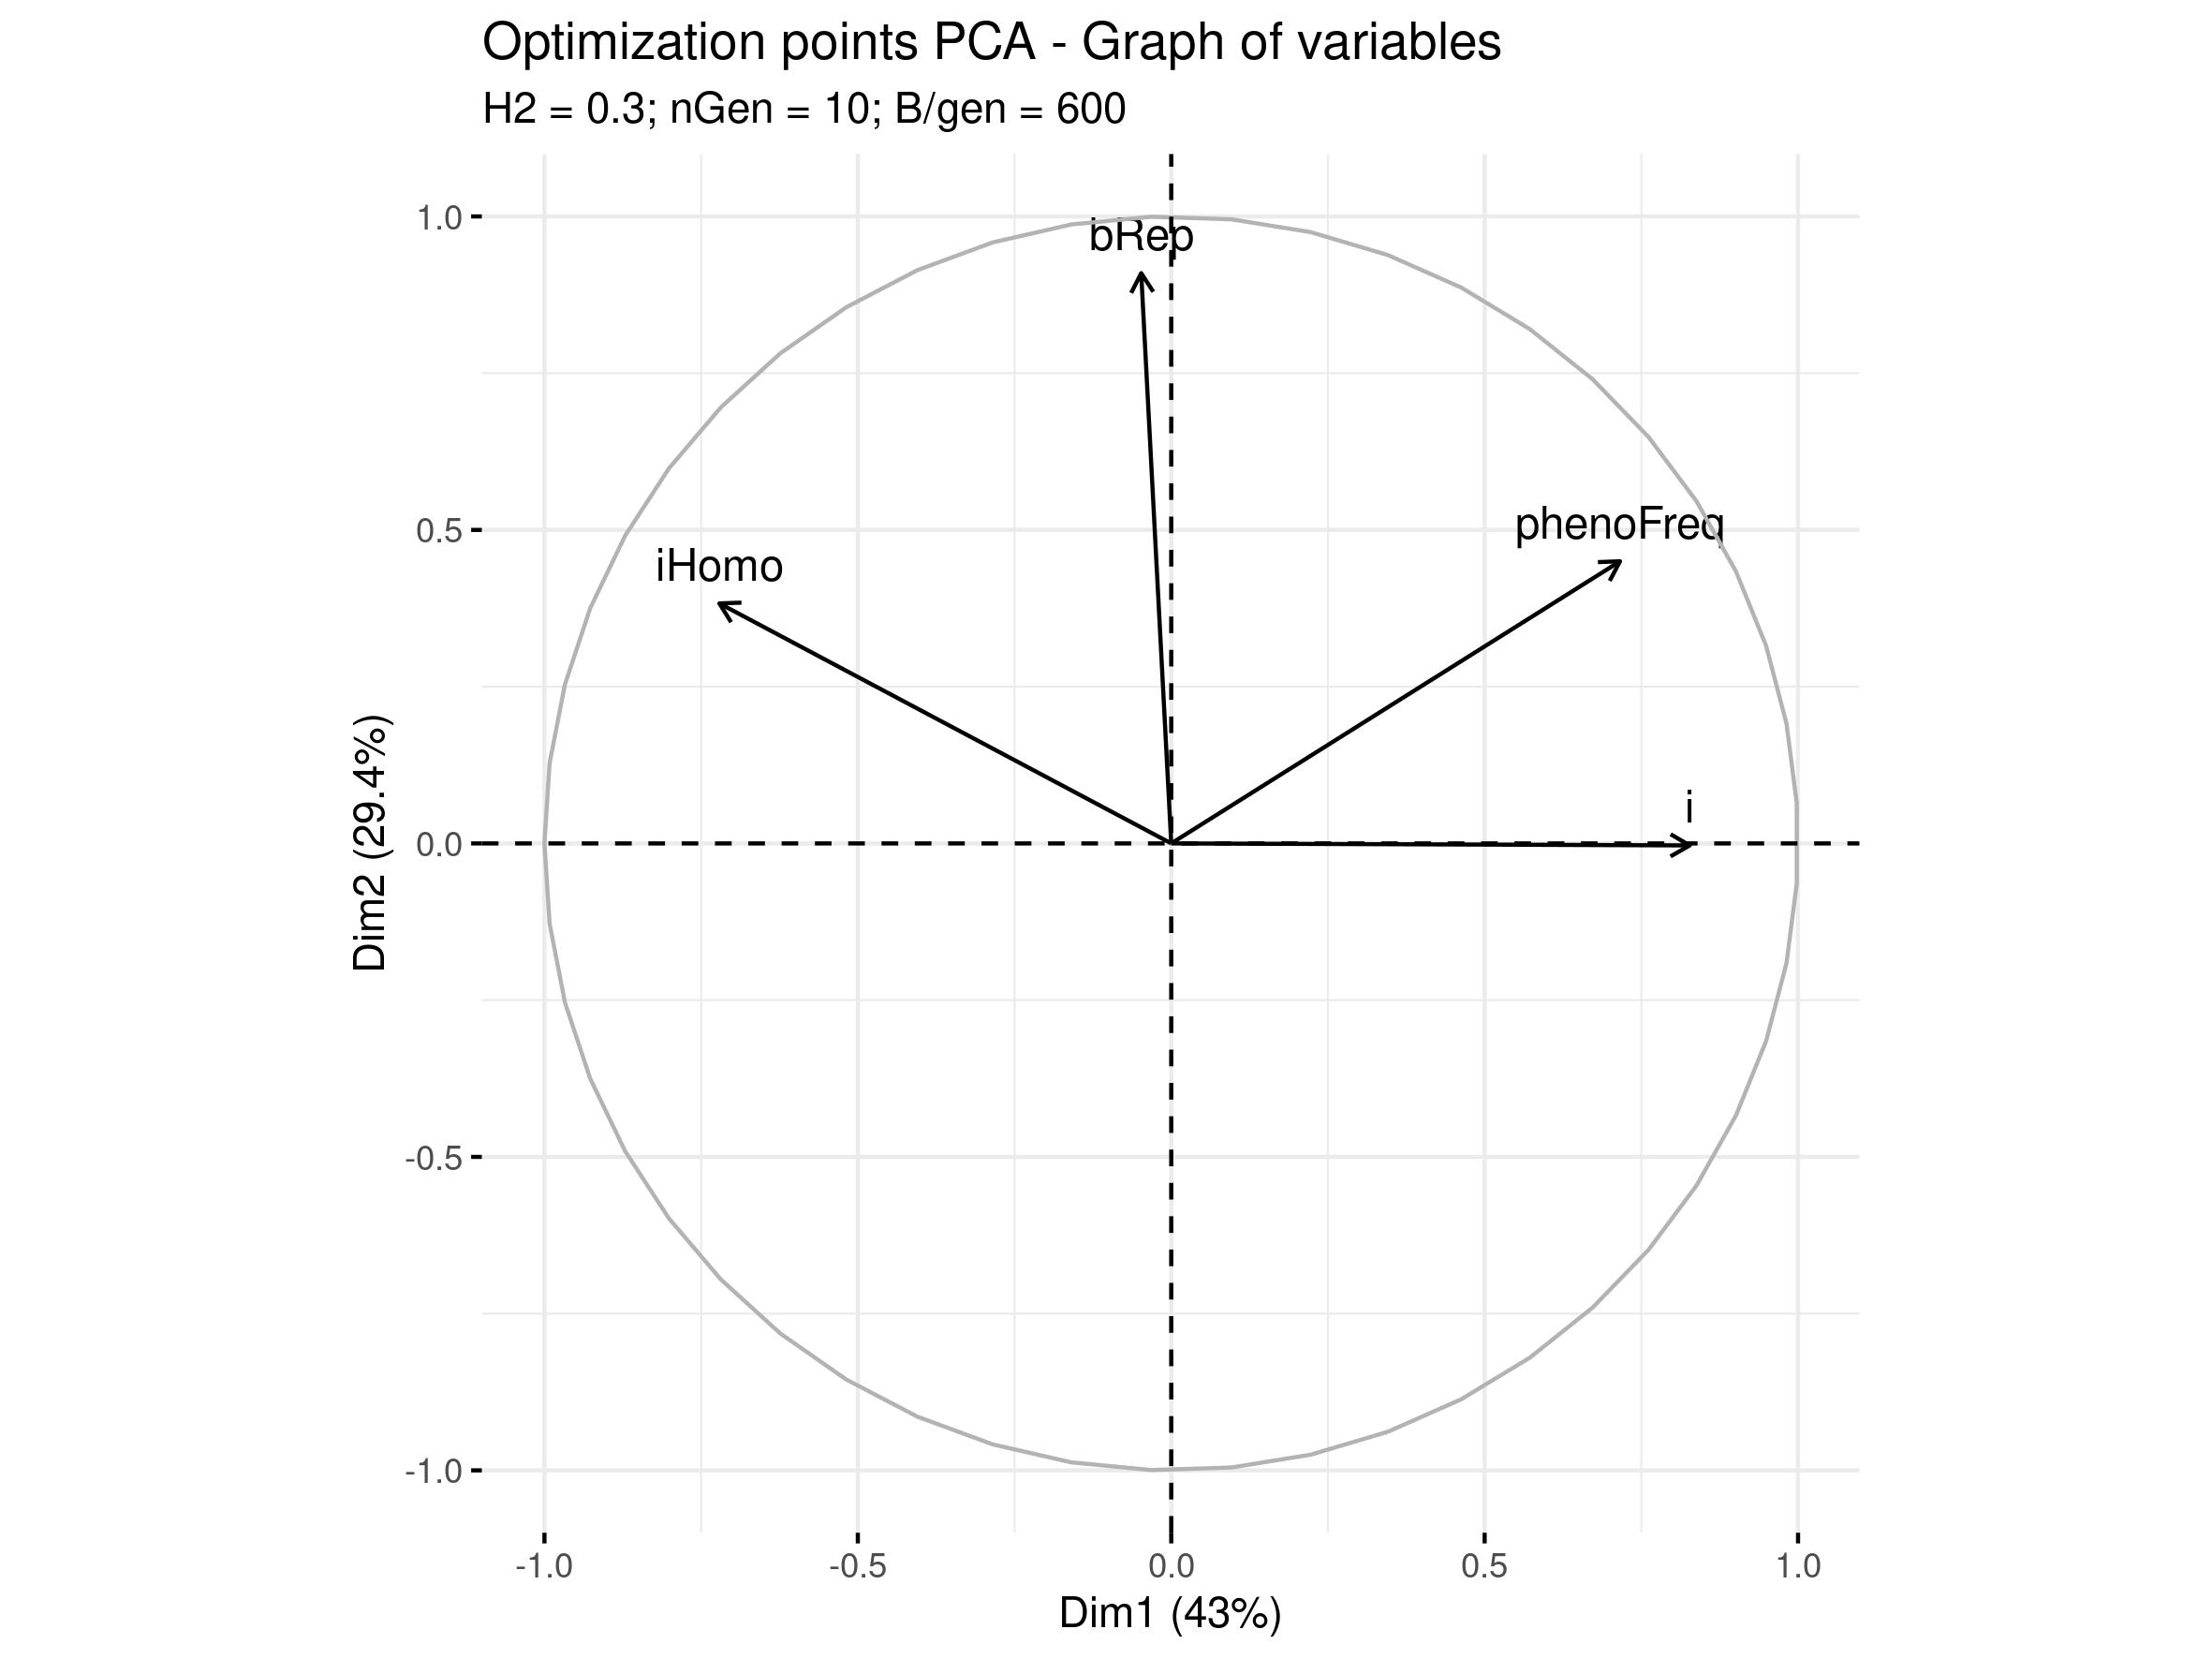 Optimization points PCA - Graph of variables
H2 = 0.3; nGen = 10; B/gen = 600
1.0
0.5
0.0
-0.5
-1.0
Dim2 (29.4%)
bRep
phenoFreq
iHomo
i
-1.0
-0.5
0.0
0.5
1.0
Dim1 (43%)